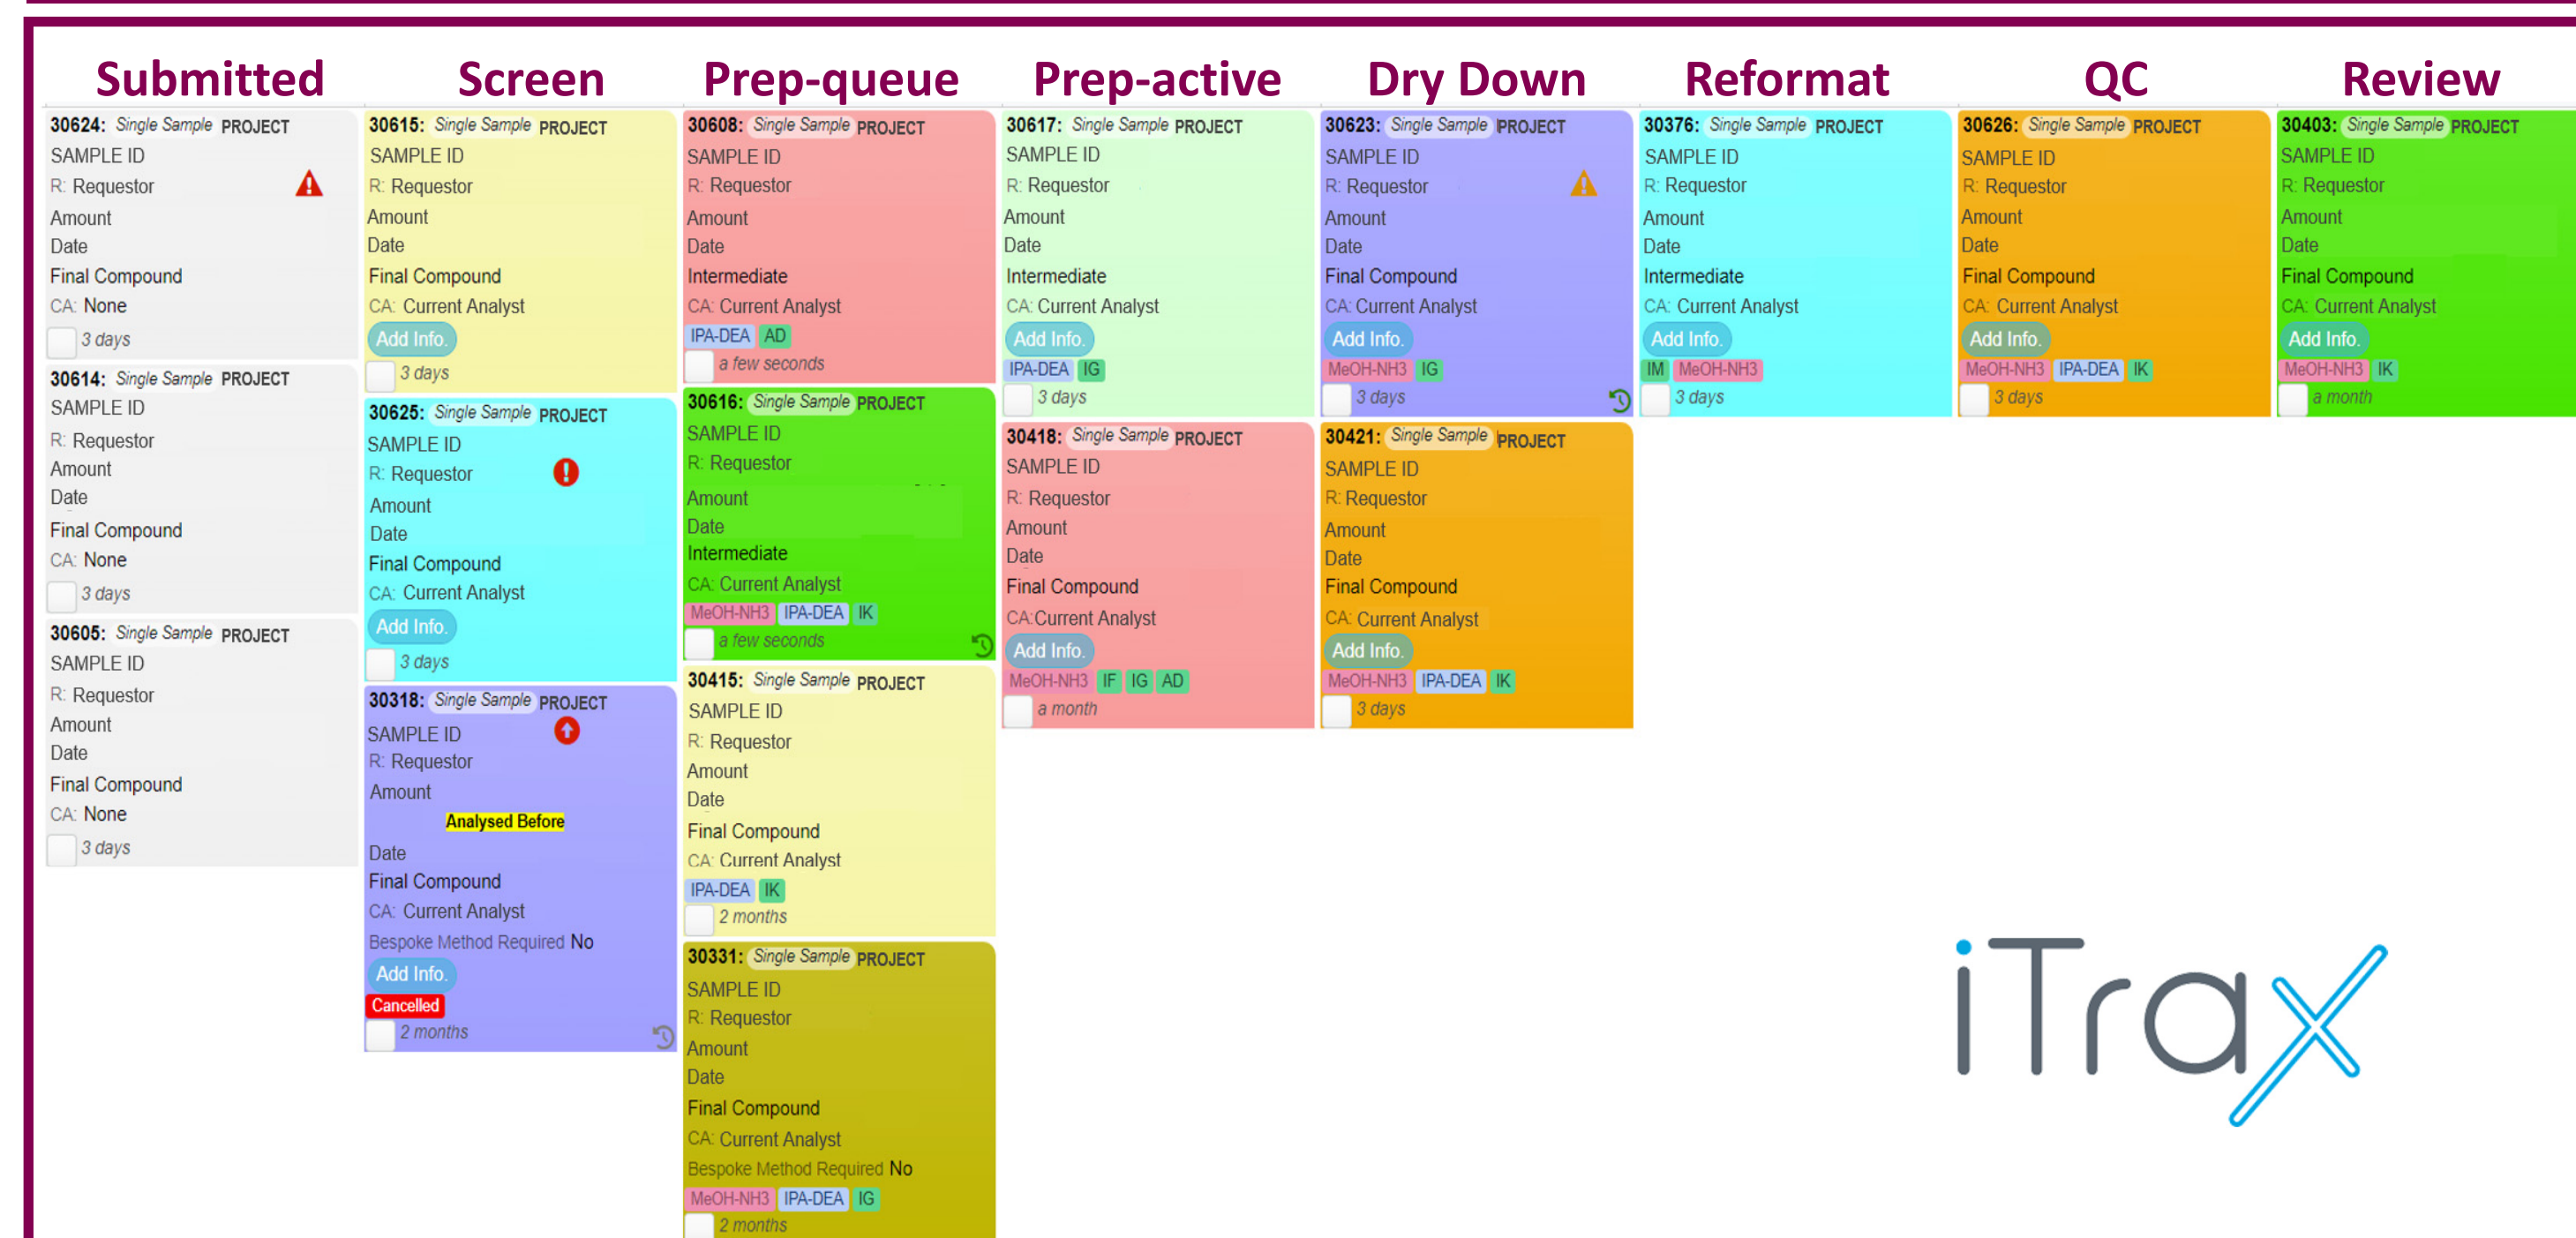 Submitted
30624: Single Sample PROJECT
SAMPLE ID
R: Requestor
Amount
Date
Final Compound
CA: None
3 days
30614: Single Sample PROJECT
SAMPLE ID
R: Requestor
Amount
Date
Final Compound
CA: None
3 days
30605: Single Sample PROJECT
SAMPLE ID
R: Requestor
Amount
Date
Final Compound
CA: None
3 days
Screen
30615: Single Sample PROJECT
SAMPLE ID
R: Requestor
Amount
Date
Final Compound
CA: Current Analyst
Add Info.
3 days
30625: Single Sample PROJECT
SAMPLE ID
R: Requestor
Amount
Date
Final Compound
CA: Current Analyst
Add Info.
3 days
30318: Single Sample PROJECT
SAMPLE ID
R: Requestor
Amount
Analysed Before
Date
Final Compound
CA: Current Analyst
Bespoke Method Required No
Add Info.
Cancelled
2 months
Prep-queue
30608: Single Sample PROJECT
SAMPLE ID
R: Requestor
Amount
Date
Intermediate
CA: Current Analyst
IPA-DEA AD
a few seconds
30616: Single Sample PROJECT
SAMPLE ID
R: Requestor
Amount
Date
Intermediate
CA: Current Analyst
MeOH-NH3 IPA-DEA IK
a few seconds
30415: Single Sample PROJECT
SAMPLE ID
R: Requestor
Amount
Date
Final Compound
CA: Current Analyst
IPA-DEA IK
2 months
30331: Single Sample PROJECT
SAMPLE ID
R: Requestor
Amount
Date
Final Compound
CA: Current Analyst
Bespoke Method Required No
MeOH-NH3 IPA-DEA IG
2 months
Prep-active
30617: Single Sample PROJECT
SAMPLE ID
R: Requestor
Amount
Date
Intermediate
CA: Current Analyst
Add Info.
IPA-DEA IG
3 days
30418: Single Sample PROJECT
SAMPLE ID
R: Requestor
Amount
Date
Final Compound
CA:Current Analyst
Add Info.
MeOH-NH3 IF IG AD
a month
Dry Down
30623: Single Sample PROJECT
SAMPLE ID
R: Requestor
Amount
Date
Final Compound
CA: Current Analyst
Add Info.
MeOH-NH3 IG
3 days
30421: Single Sample PROJECT
SAMPLE ID
R: Requestor
Amount
Date
Final Compound
CA: Current Analyst
Add Info.
MeOH-NH3 IPA-DEA IK
3 days
Reformat
30376: Single Sample PROJECT
SAMPLE ID
R: Requestor
Amount
Date
Intermediate
CA: Current Analyst
Add Info.
IM MeOH-NH3
3 days
QC
30626: Single Sample PROJECT
SAMPLE ID
R: Requestor
Amount
Date
Final Compound
CA: Current Analyst
Add Info.
MeOH-NH3 IPA-DEA IK
3 days
Review
30403: Single Sample PROJECT
SAMPLE ID
R: Requestor
Amount
Date
Final Compound
CA: Current Analyst
Add Info.
MeOH-NH3 IK
a month
iTrax